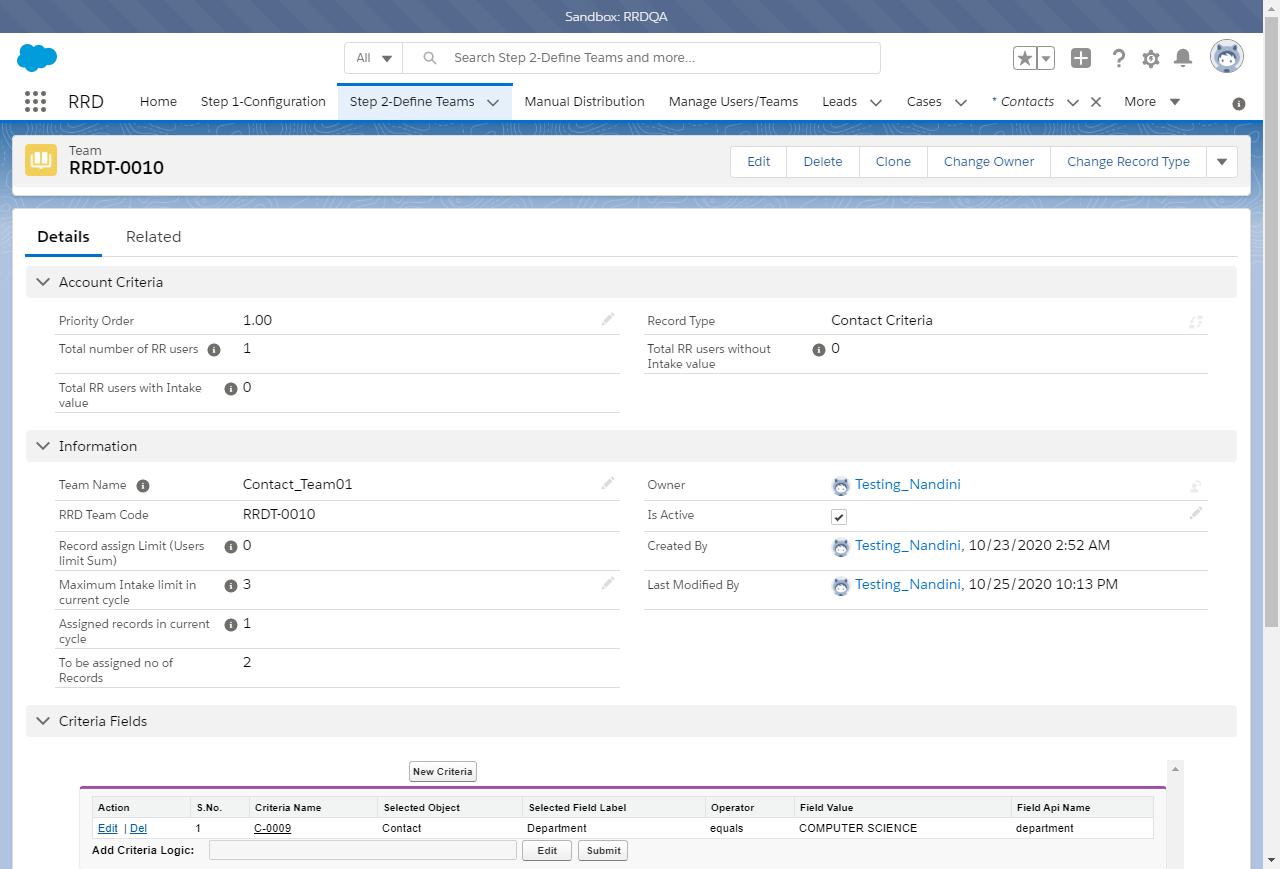 Sandbox: RRDQA
All Search Step 2-Define Teams and more...
RRD Home Step 1-Configuration Step 2-Define Teams Manual Distribution Manage Users/Teams Leads Cases * Contacts More
Team
RRDT-0010
Edit Delete Clone Change Owner Change Record Type
Details Related
Account Criteria
Priority Order 1.00 Record Type Contact Criteria
Total number of RR users 1 Total RR users without Intake value 0
Total RR users with Intake value 0
Information
Team Name Contact_Team01 Owner Testing_Nandini
RRD Team Code RRDT-0010 Is Active
Record assign Limit (Users limit Sum) 0 Created By Testing_Nandini, 10/23/2020 2:52 AM
Maximum Intake limit in current cycle 3 Last Modified By Testing_Nandini, 10/25/2020 10:13 PM
Assigned records in current cycle 1
To be assigned no of Records 2
Criteria Fields
New Criteria
Action S.No. Criteria Name Selected Object Selected Field Label Operator Field Value Field Api Name
Edit | Del 1 C-0009 Contact Department equals COMPUTER SCIENCE department
Add Criteria Logic: Edit Submit